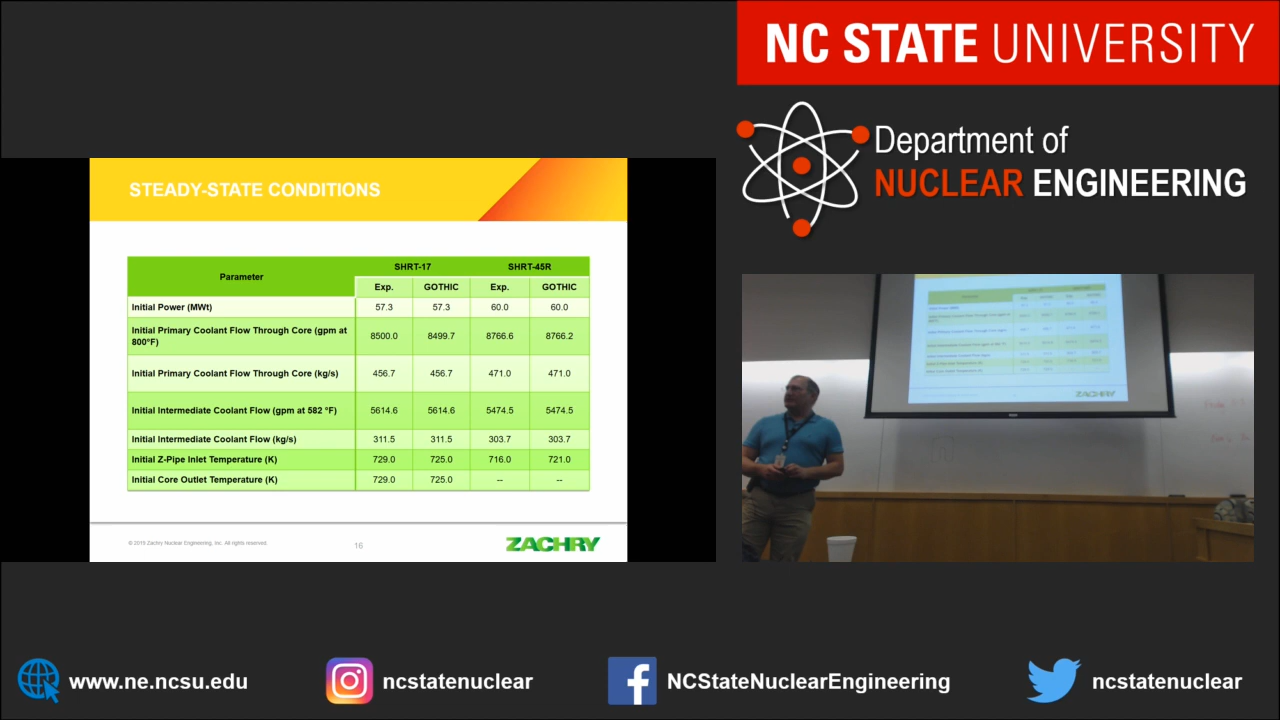 NC STATE UNIVERSITY
Department of
NUCLEAR ENGINEERING
STEADY-STATE CONDITIONS
Parameter SHRT-17 SHRT-45R
Exp. GOTHIC Exp. GOTHIC
Initial Power (MWt) 57.3 57.3 60.0 60.0
Initial Primary Coolant Flow Through Core (gpm at
800°F) 8500.0 8499.7 8766.6 8766.2
Initial Primary Coolant Flow Through Core (kg/s) 456.7 456.7 471.0 471.0
Initial Intermediate Coolant Flow (gpm at 582 °F) 5614.6 5614.6 5474.5 5474.5
Initial Intermediate Coolant Flow (kg/s) 311.5 311.5 303.7 303.7
Initial Z-Pipe Inlet Temperature (K) 729.0 725.0 716.0 721.0
Initial Core Outlet Temperature (K) 729.0 725.0 -- --
© 2019 Zachry Nuclear Engineering, Inc. All rights reserved.
16
ZACHRY
ZACHRY
www.ne.ncsu.edu
ncstatenuclear
NCStateNuclearEngineering
ncstatenuclear